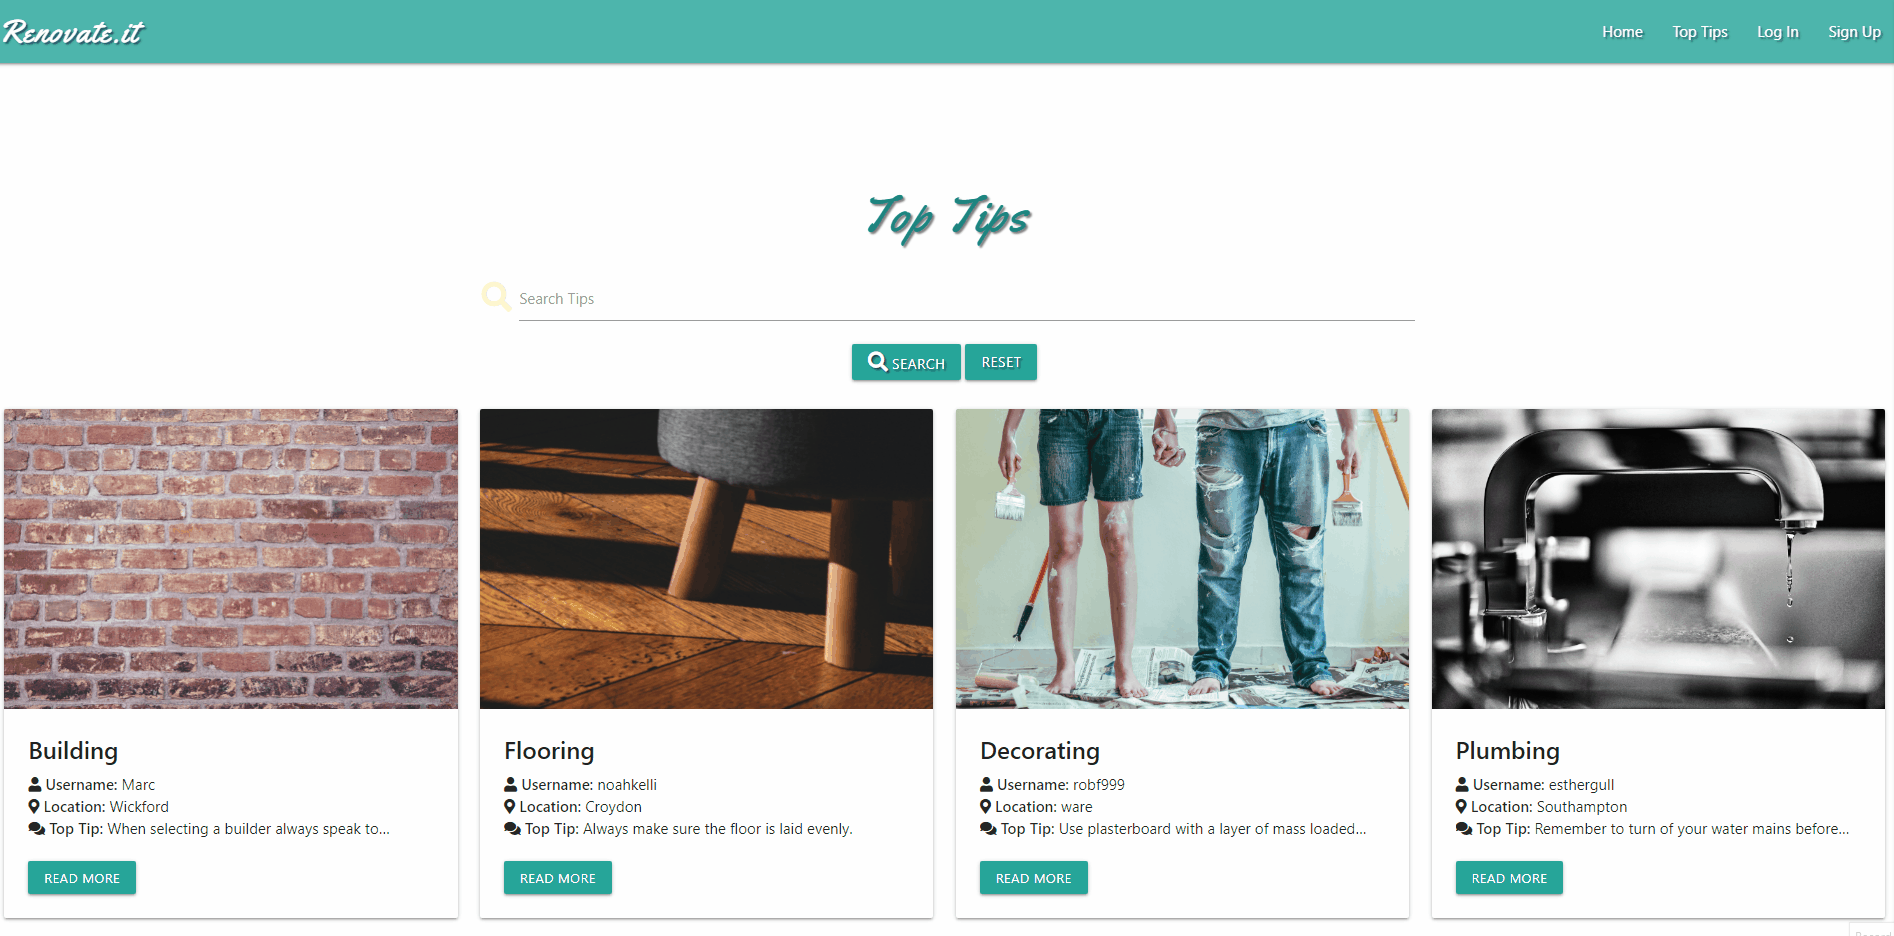 Renovate.it
Home Top Tips Log In Sign Up
Top Tips
Search Tips
SEARCH RESET
Building
Username: Marc
Location: Wickford
Top Tip: When selecting a builder always speak to...
READ MORE
Flooring
Username: noahkelli
Location: Croydon
Top Tip: Always make sure the floor is laid evenly.
READ MORE
Decorating
Username: robf999
Location: ware
Top Tip: Use plasterboard with a layer of mass loaded...
READ MORE
Plumbing
Username: esthergull
Location: Southampton
Top Tip: Remember to turn of your water mains before...
READ MORE